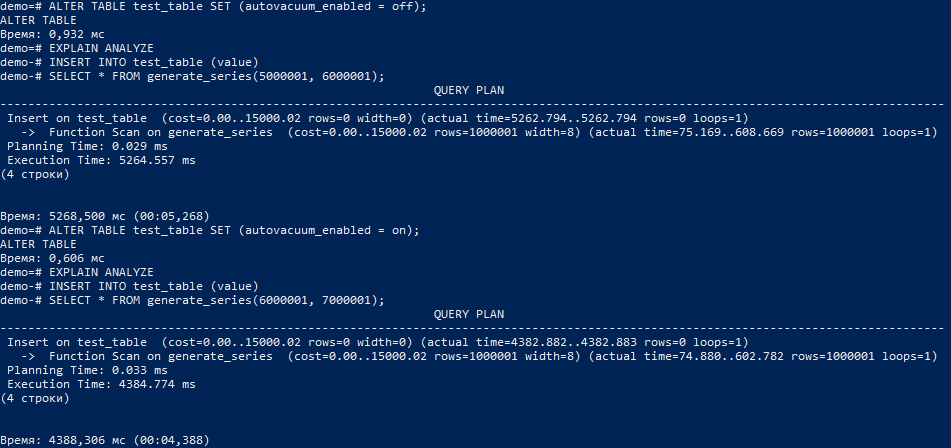 demo=# ALTER TABLE test_table SET (autovacuum_enabled = off);
ALTER TABLE
Время: 0,932 мс
demo=# EXPLAIN ANALYZE
demo-# INSERT INTO test_table (value)
demo-# SELECT * FROM generate_series(5000001, 6000001);
QUERY PLAN
--------------------------------------------------------------------------------------------------------------------------------------
Insert on test_table  (cost=0.00..15000.02 rows=0 width=0) (actual time=5262.794..5262.794 rows=0 loops=1)
  ->  Function Scan on generate_series  (cost=0.00..15000.02 rows=1000001 width=8) (actual time=75.169..608.669 rows=1000001 loops=1)
Planning Time: 0.029 ms
Execution Time: 5264.557 ms
(4 строки)
Время: 5268,500 мс (00:05,268)
demo=# ALTER TABLE test_table SET (autovacuum_enabled = on);
ALTER TABLE
Время: 0,606 мс
demo=# EXPLAIN ANALYZE
demo-# INSERT INTO test_table (value)
demo-# SELECT * FROM generate_series(6000001, 7000001);
QUERY PLAN
--------------------------------------------------------------------------------------------------------------------------------------
Insert on test_table  (cost=0.00..15000.02 rows=0 width=0) (actual time=4382.882..4382.883 rows=0 loops=1)
  ->  Function Scan on generate_series  (cost=0.00..15000.02 rows=1000001 width=8) (actual time=74.880..602.782 rows=1000001 loops=1)
Planning Time: 0.033 ms
Execution Time: 4384.774 ms
(4 строки)
Время: 4388,306 мс (00:04,388)